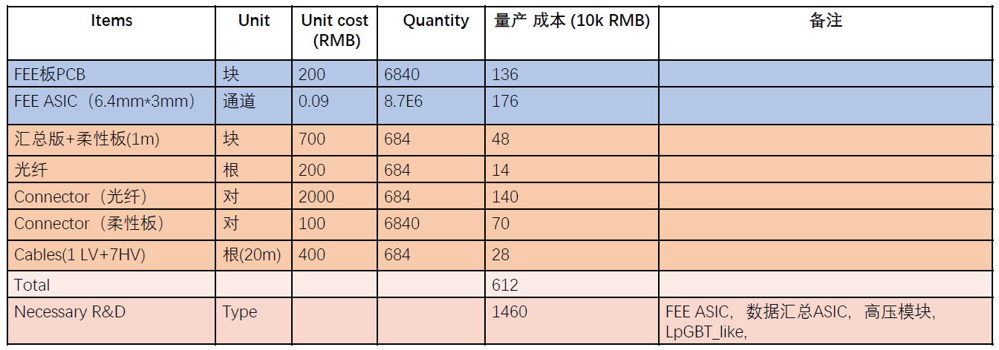 Items Unit Unit cost (RMB) Quantity 量产 成本 (10k RMB) 备注
FEE板PCB 块 200 6840 136
FEE ASIC（6.4mm*3mm） 通道 0.09 8.7E6 176
汇总版+柔性板(1m) 块 700 684 48
光纤 根 200 684 14
Connector（光纤） 对 2000 684 140
Connector（柔性板） 对 100 6840 70
Cables(1 LV+7HV) 根(20m) 400 684 28
Total 612
Necessary R&D Type 1460 FEE ASIC，数据汇总ASIC，高压模块，
LpGBT_like,